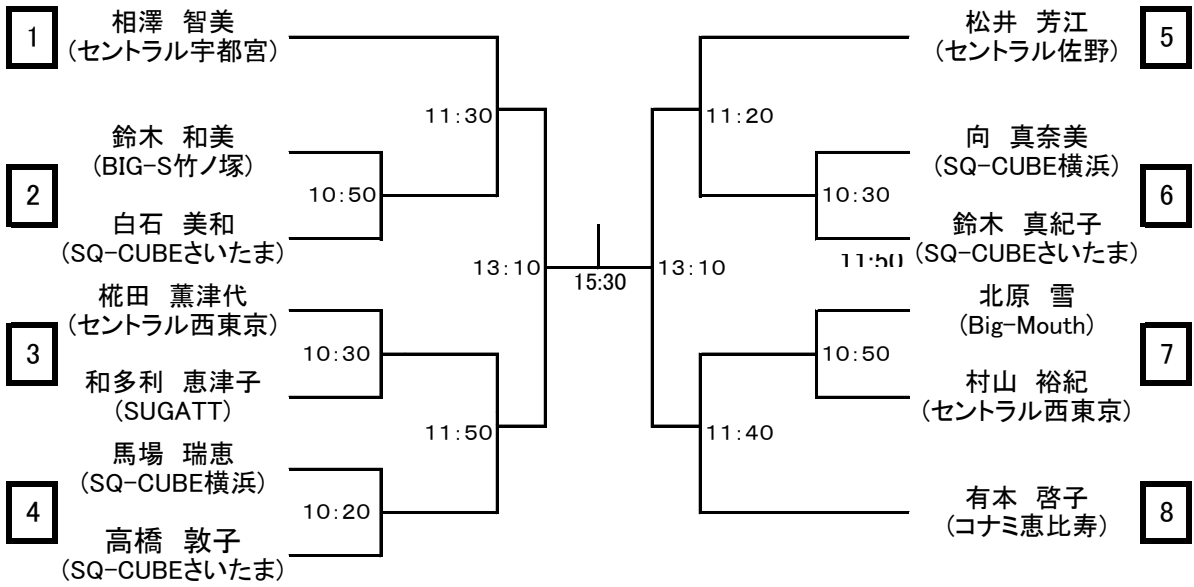 1
相澤　智美
(セントラル宇都宮)
11:30
2
鈴木　和美
(BIG-S竹ノ塚)
10:50
白石　美和
(SQ-CUBEさいたま)
13:10
3
椛田　薫津代
(セントラル西東京)
10:30
和多利　恵津子
(SUGATT)
11:50
4
馬場　瑞恵
(SQ-CUBE横浜)
10:20
高橋　敦子
(SQ-CUBEさいたま)
15:30
松井　芳江
(セントラル佐野)
5
11:20
向　真奈美
(SQ-CUBE横浜)
10:30
6
鈴木　真紀子
(SQ-CUBEさいたま)
11:50
13:10
北原　雪
(Big-Mouth)
10:50
7
村山　裕紀
(セントラル西東京)
11:40
有本　啓子
(コナミ恵比寿)
8